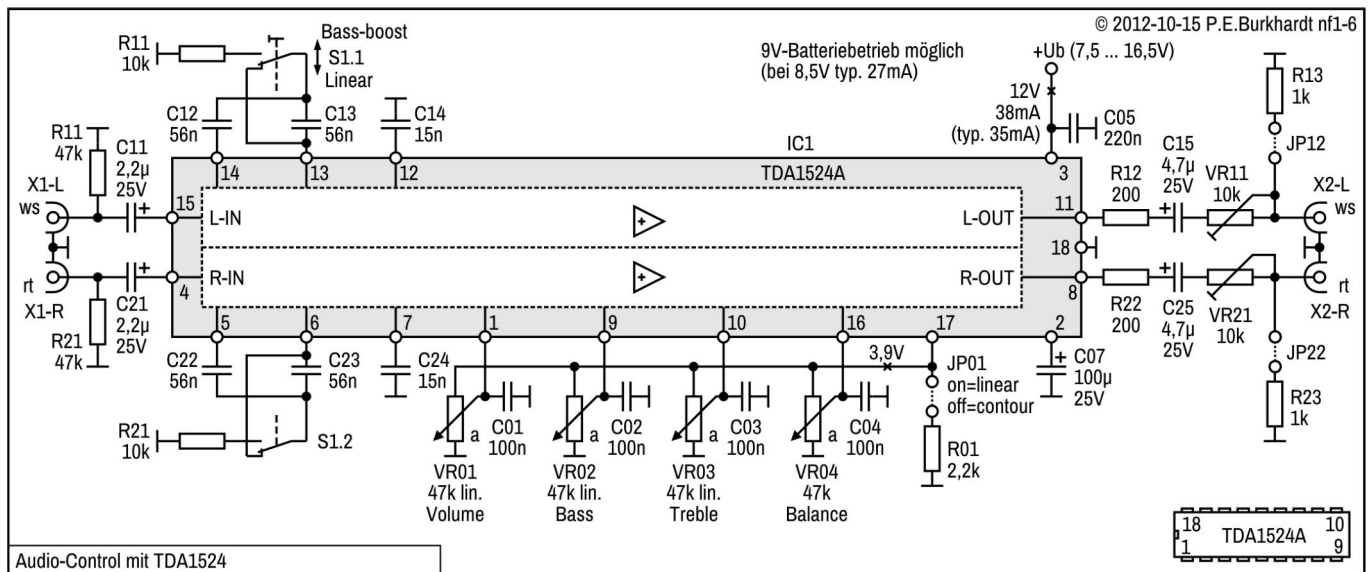 © 2012-10-15 P.E.Burkhardt nf1-6
Bass-boost
S1.1
Linear
R11
10k
9V-Batteriebetrieb möglich
(bei 8,5V typ. 27mA)
+Ub (7,5 ... 16,5V)
12V
38mA
(typ. 35mA)
C05
220n
R13
1k
JP12
C12
56n
C13
56n
C14
15n
R11
47k
C11
2,2µ
25V
X1-L
ws
IC1
TDA1524A
14
13
12
3
15
L-IN
L-OUT
11
18
4
R-IN
R-OUT
8
R12
200
C15
4,7µ
25V
VR11
10k
X2-L
ws
rt
X1-R
R21
47k
C21
2,2µ
25V
R22
200
C25
4,7µ
25V
VR21
10k
rt
X2-R
5
6
7
1
9
10
16
17
2
C22
56n
C23
56n
C24
15n
3,9V
JP01
on=linear
off=contour
C07
100µ
25V
JP22
R23
1k
R21
10k
S1.2
a
C01
100n
a
C02
100n
a
C03
100n
a
C04
100n
R01
2,2k
VR01
47k lin.
Volume
VR02
47k lin.
Bass
VR03
47k lin.
Treble
VR04
47k
Balance
18
10
TDA1524A
1
9
Audio-Control mit TDA1524